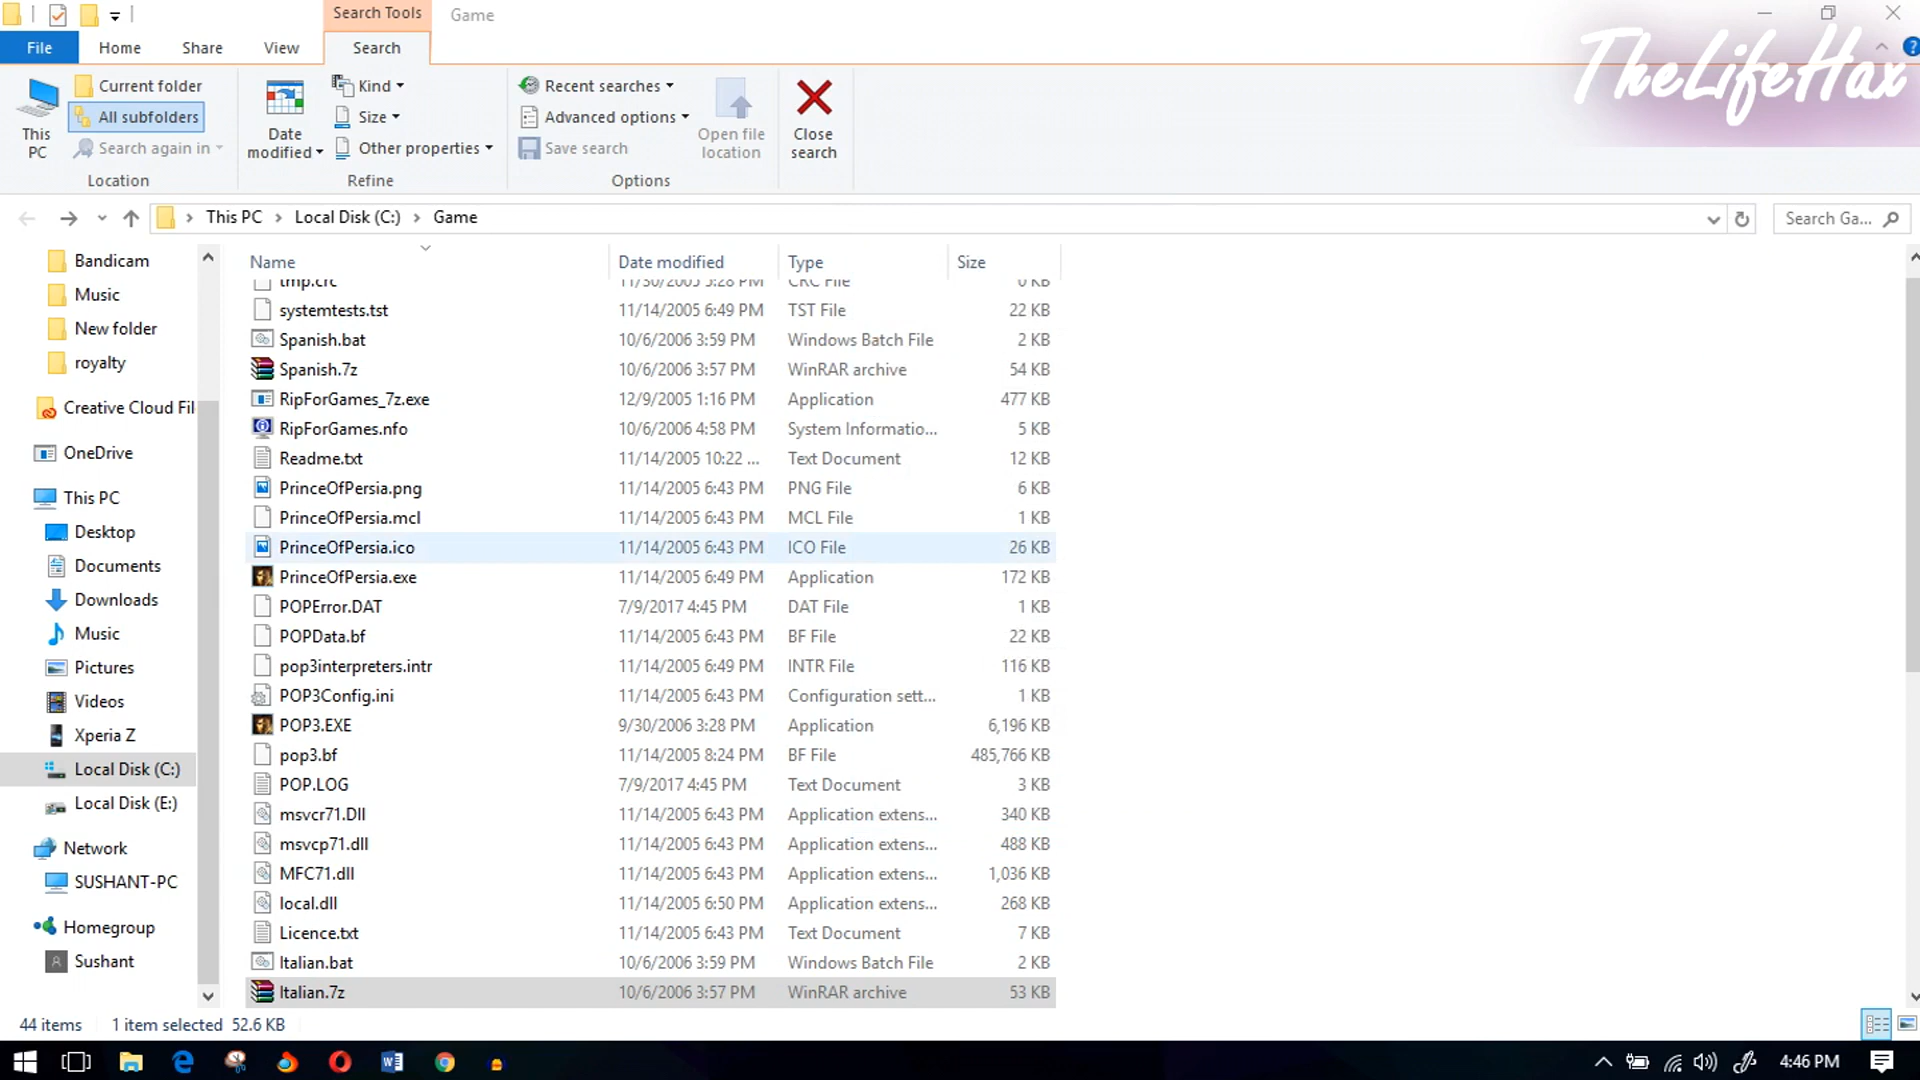 Search Tools Game
File Home Share View Search
TheLifeHax
This PC
Current folder
All subfolders
Search again in
Location
Date modified
Kind
Size
Other properties
Refine
Recent searches
Advanced options
Save search
Open file location
Options
Close search
This PC Local Disk (C:) Game
Search Ga...
Bandicam
Music
New folder
royalty
Creative Cloud Fil
OneDrive
This PC
Desktop
Documents
Downloads
Music
Pictures
Videos
Xperia Z
Local Disk (C:)
Local Disk (E:)
Network
SUSHANT-PC
Homegroup
Sushant
Name Date modified Type Size
tmp.crc 11/30/2005 5:28 PM CRC File 0 KB
systemtests.tst 11/14/2005 6:49 PM TST File 22 KB
Spanish.bat 10/6/2006 3:59 PM Windows Batch File 2 KB
Spanish.7z 10/6/2006 3:57 PM WinRAR archive 54 KB
RipForGames_7z.exe 12/9/2005 1:16 PM Application 477 KB
RipForGames.nfo 10/6/2006 4:58 PM System Informatio... 5 KB
Readme.txt 11/14/2005 10:22 ... Text Document 12 KB
PrinceOfPersia.png 11/14/2005 6:43 PM PNG File 6 KB
PrinceOfPersia.mcl 11/14/2005 6:43 PM MCL File 1 KB
PrinceOfPersia.ico 11/14/2005 6:43 PM ICO File 26 KB
PrinceOfPersia.exe 11/14/2005 6:49 PM Application 172 KB
POPError.DAT 7/9/2017 4:45 PM DAT File 1 KB
POPData.bf 11/14/2005 6:43 PM BF File 22 KB
pop3interpreters.intr 11/14/2005 6:49 PM INTR File 116 KB
POP3Config.ini 11/14/2005 6:43 PM Configuration sett... 1 KB
POP3.EXE 9/30/2006 3:28 PM Application 6,196 KB
pop3.bf 11/14/2005 8:24 PM BF File 485,766 KB
POP.LOG 7/9/2017 4:45 PM Text Document 3 KB
msvcr71.Dll 11/14/2005 6:43 PM Application extens... 340 KB
msvcp71.dll 11/14/2005 6:43 PM Application extens... 488 KB
MFC71.dll 11/14/2005 6:43 PM Application extens... 1,036 KB
local.dll 11/14/2005 6:50 PM Application extens... 268 KB
Licence.txt 11/14/2005 6:43 PM Text Document 7 KB
Italian.bat 10/6/2006 3:59 PM Windows Batch File 2 KB
Italian.7z 10/6/2006 3:57 PM WinRAR archive 53 KB
44 items 1 item selected 52.6 KB
4:46 PM